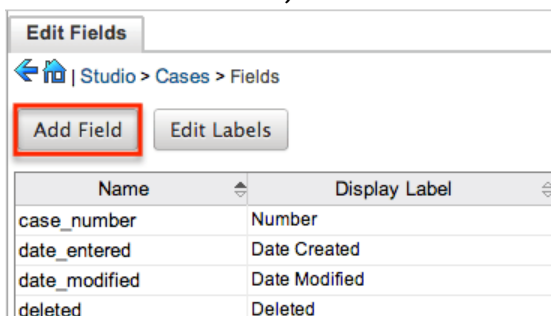 Edit Fields
| Studio > Cases > Fields
Add Field Edit Labels
Name Display Label
case_number Number
date_entered Date Created
date_modified Date Modified
deleted Deleted